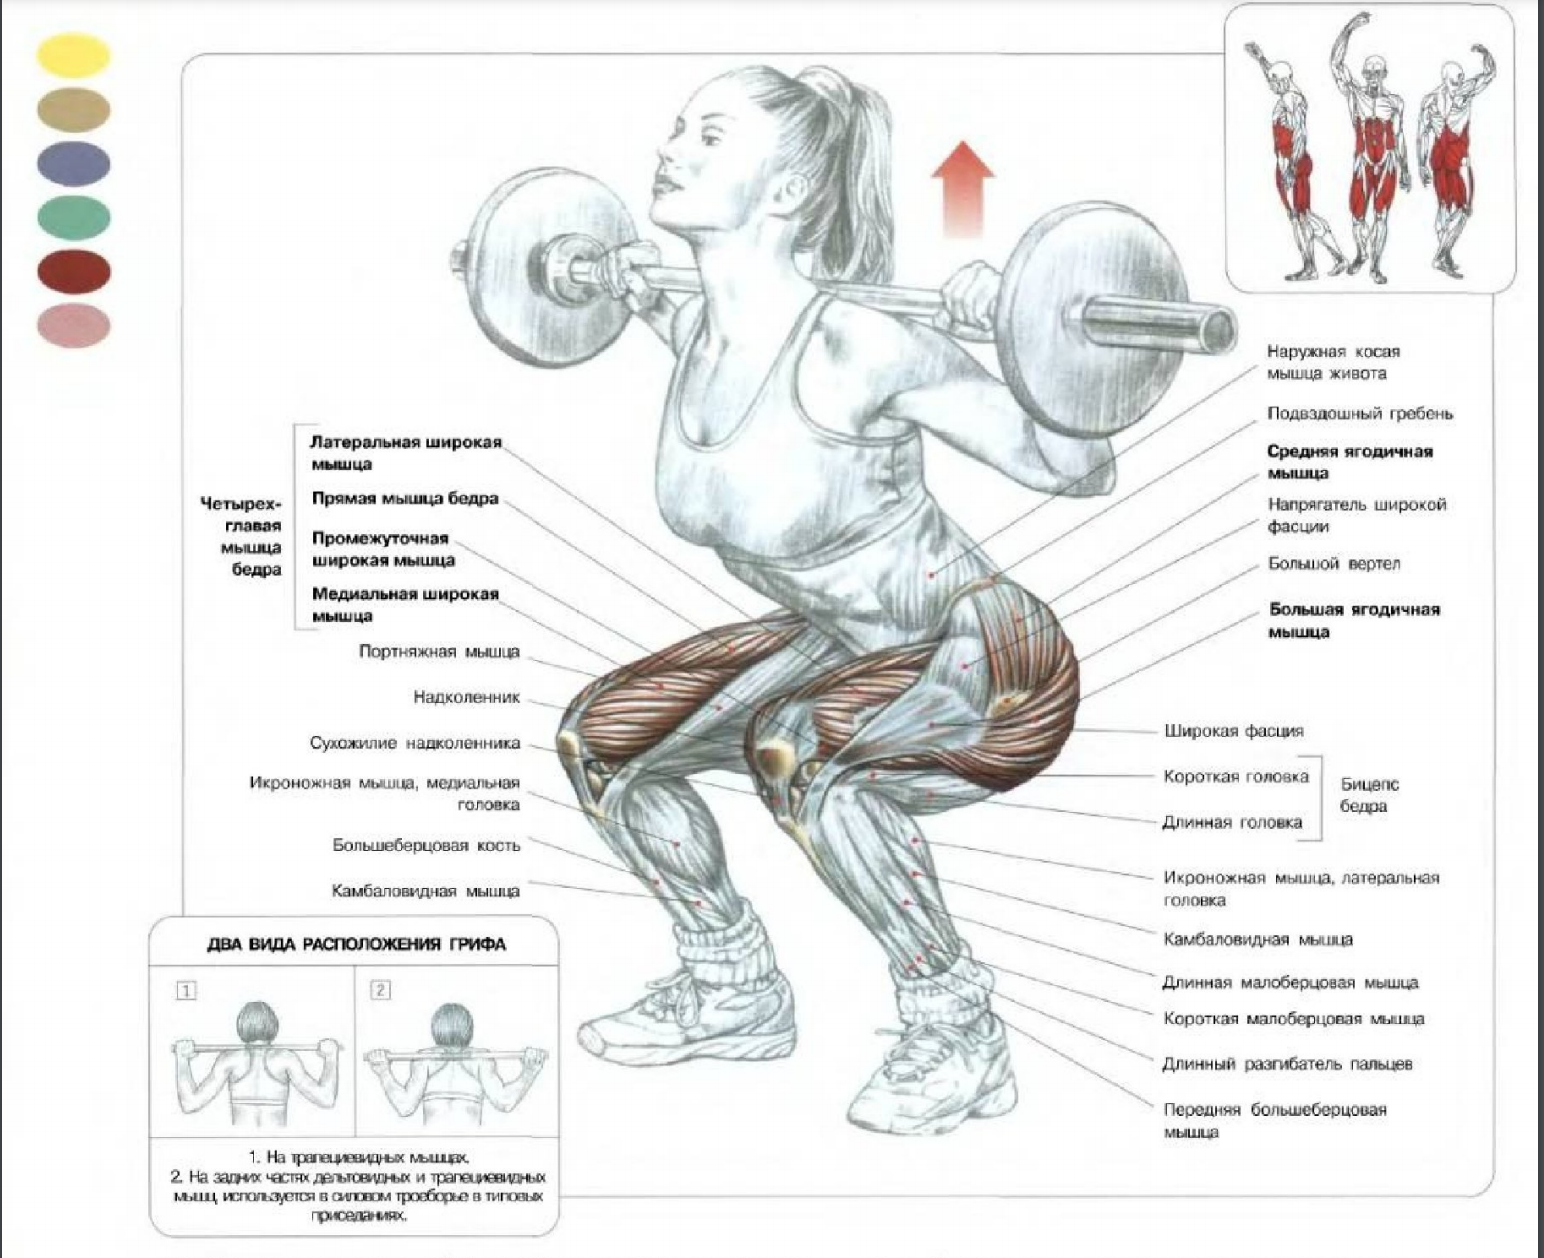 Наружная косая
мышца живота
Подвздошный гребень
Средняя ягодичная
мышца
Напрягатель широкой
фасции
Большой вертел
Большая ягодичная
мышца
Латеральная широкая
мышца
Прямая мышца бедра
Промежуточная
широкая мышца
Медиальная широкая
мышца
Четырех-
главая
мышца
бедра
Портняжная мышца
Надколенник
Сухожилие надколенника
Икроножная мышца, медиальная
головка
Большеберцовая кость
Камбаловидная мышца
Широкая фасция
Короткая головка
Длинная головка
Бицепс
бедра
Икроножная мышца, латеральная
головка
Камбаловидная мышца
Длинная малоберцовая мышца
Короткая малоберцовая мышца
Длинный разгибатель пальцев
Передняя большеберцовая
мышца
ДВА ВИДА РАСПОЛОЖЕНИЯ ГРИФА
1
2
1. На трапециевидных мышцах.
2. На задних частях дельтовидных и трапециевидных
мышц, используется в силовом троеборье в типовых
приседаниях.